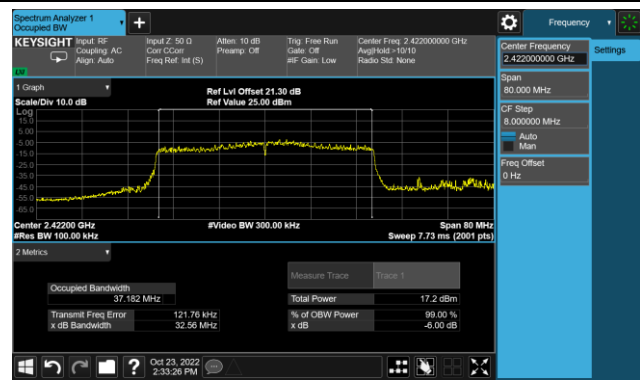 Spectrum Analyzer 1
Occupied BW
Frequency
KEYSIGHT
Input: RF
Coupling: AC
Align: Auto
Input Z: 50 Ω
Corr CCorr
Freq Ref: Int (S)
Atten: 10 dB
Preamp: Off
Trig: Free Run
Gate: Off
#IF Gain: Low
Center Freq: 2.422000000 GHz
Avg|Hold:>10/10
Radio Std: None
Center Frequency
2.422000000 GHz
Settings
Span
80.000 MHz
CF Step
8.000000 MHz
Auto
Man
Freq Offset
0 Hz
1 Graph
Scale/Div 10.0 dB
Ref Lvl Offset 21.30 dB
Ref Value 25.00 dBm
Log
15.0
5.00
-5.00
-15.0
-25.0
-35.0
-45.0
-55.0
-65.0
Center 2.42200 GHz
#Res BW 100.00 kHz
#Video BW 300.00 kHz
Span 80 MHz
Sweep 7.73 ms (2001 pts)
2 Metrics
Measure Trace
Trace 1
Occupied Bandwidth
37.182 MHz
Total Power
17.2 dBm
Transmit Freq Error
121.76 kHz
% of OBW Power
99.00 %
x dB Bandwidth
32.56 MHz
x dB
-6.00 dB
?
Oct 23, 2022
2:33:26 PM